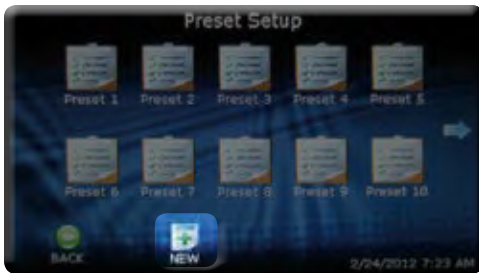 Preset Setup
Preset 1 Preset 2 Preset 3 Preset 4 Preset 5
Preset 6 Preset 7 Preset 8 Preset 9 Preset 10
BACK NEW 2/24/2012 7:23 AM